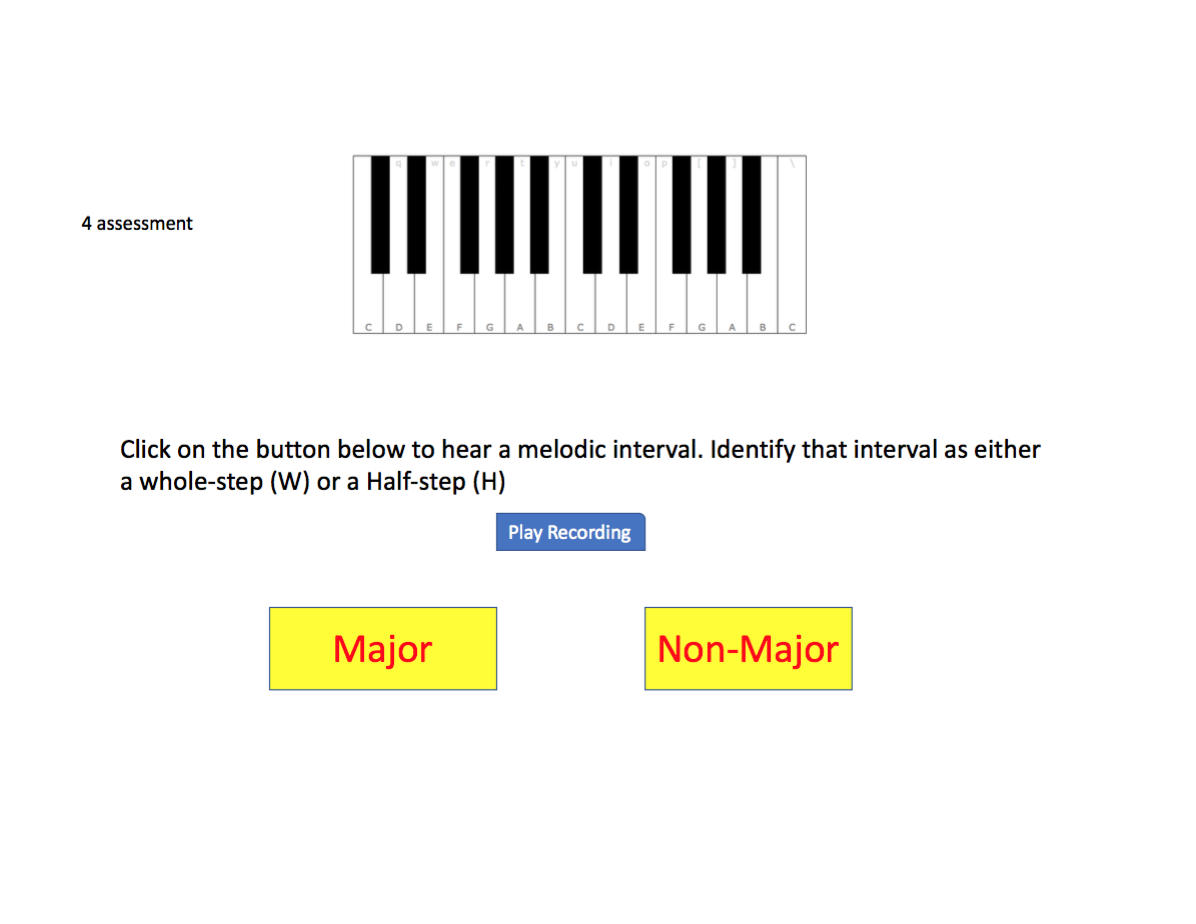 q w e r t y u i o p [ ] \
4 assessment
C D E F G A B C D E F G A B C
Click on the button below to hear a melodic interval. Identify that interval as either
a whole-step (W) or a Half-step (H)
Play Recording
Major Non-Major